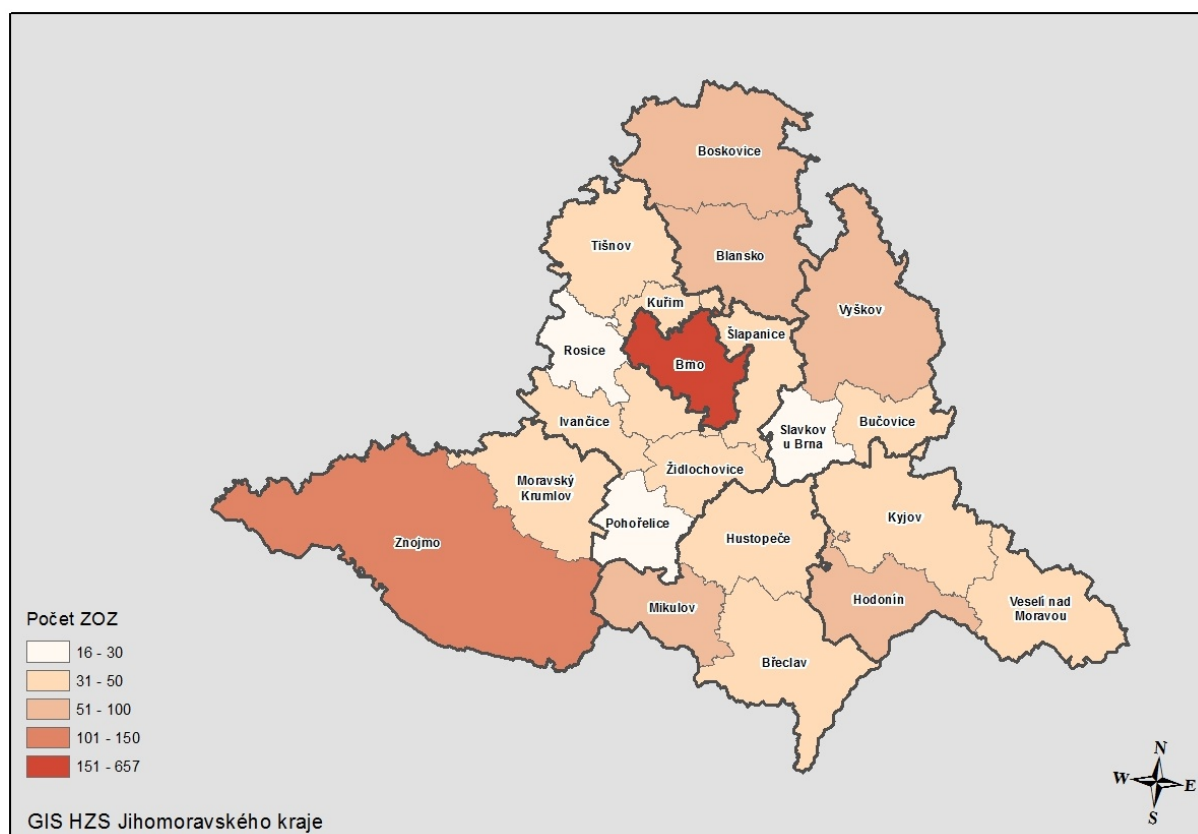 Boskovice
Tišnov
Blansko
Kuřim
Vyškov
Šlapanice
Rosice
Brno
Ivančice
Slavkov
u Brna
Bučovice
Židlochovice
Moravský
Krumlov
Kyjov
Pohořelice
Znojmo
Hustopeče
Mikulov
Hodonín
Veselí nad
Moravou
Břeclav
Počet ZOZ
16 - 30
31 - 50
51 - 100
101 - 150
151 - 657
N
W
E
S
GIS HZS Jihomoravského kraje